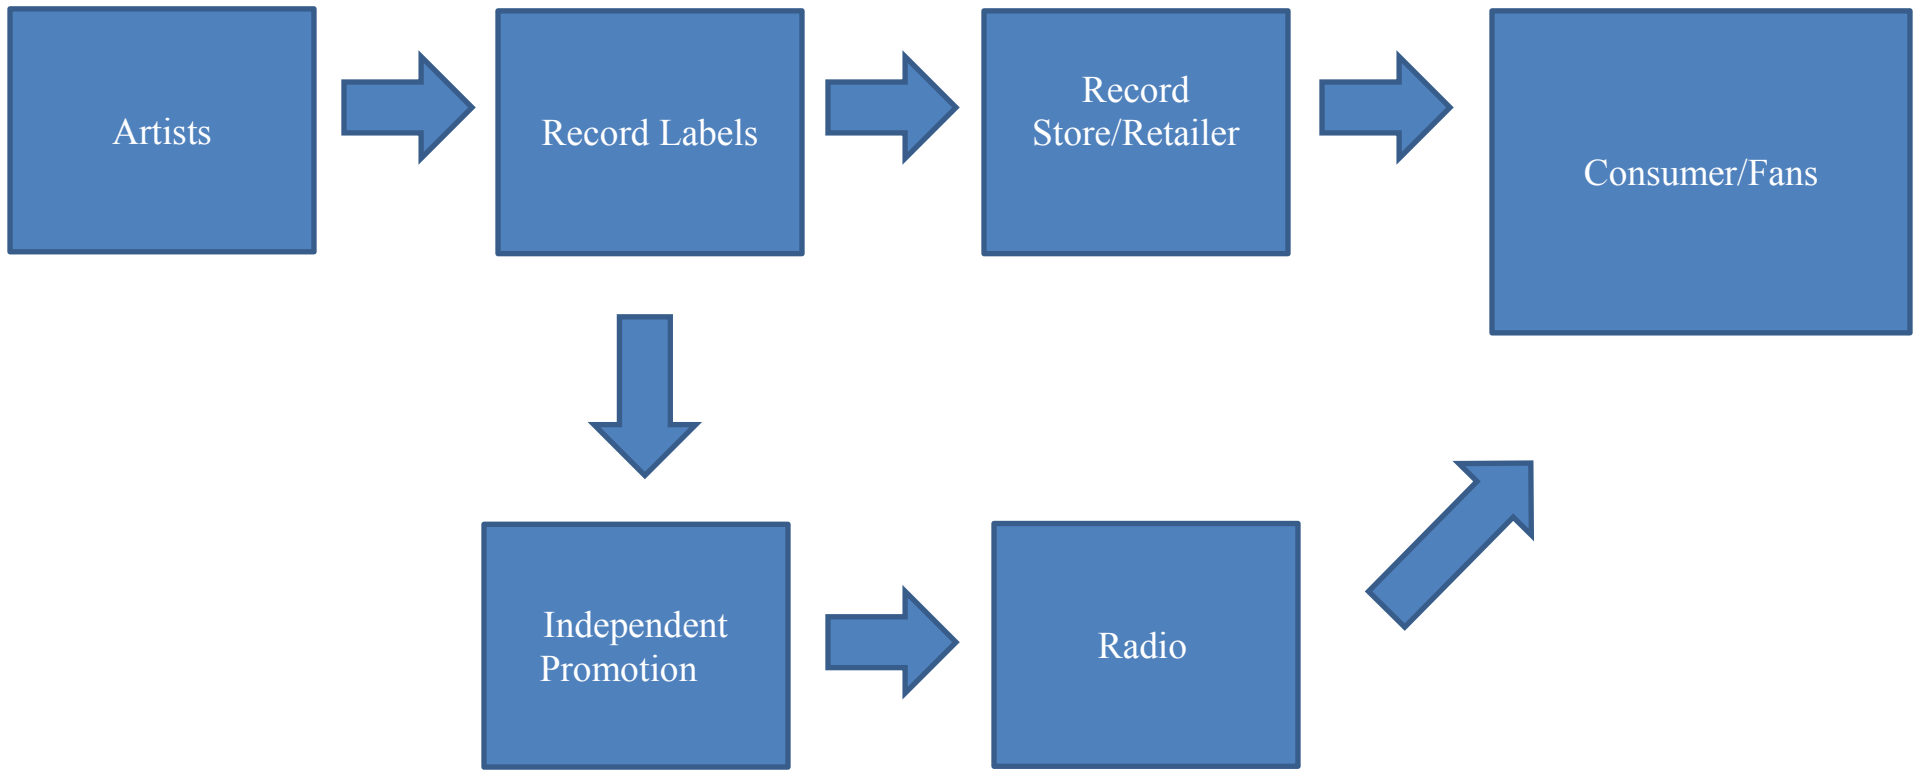 Artists
Record Labels
Record
Store/Retailer
Consumer/Fans
Independent
Promotion
Radio